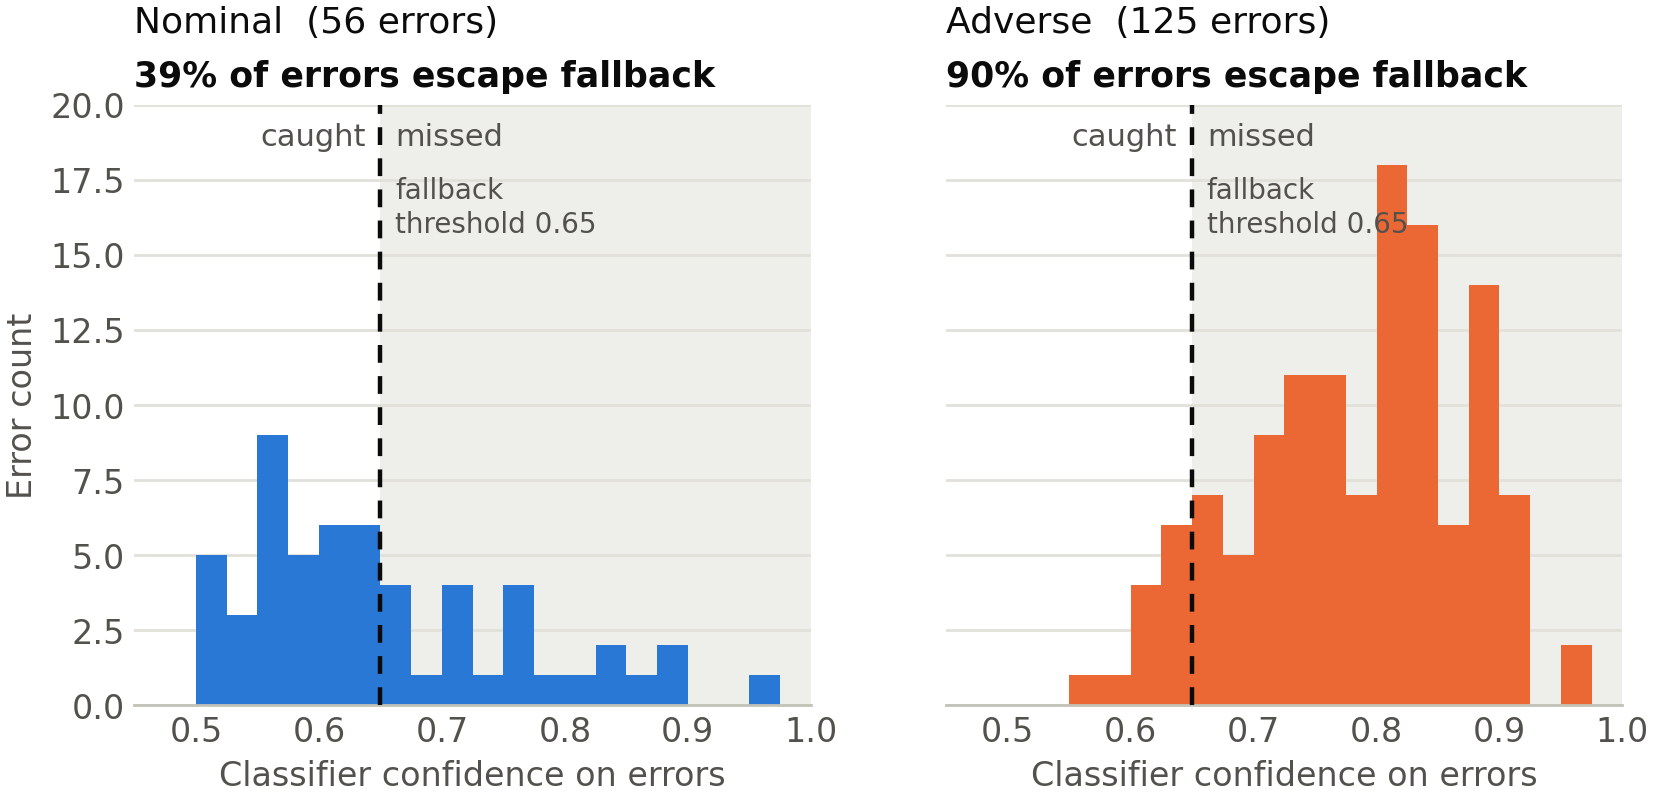 Nominal  (56 errors)
39% of errors escape fallback
20.0
17.5
15.0
12.5
10.0
7.5
5.0
2.5
0.0
Error count
caught
missed
fallback
threshold 0.65
0.5
0.6
0.7
0.8
0.9
1.0
Classifier confidence on errors
Adverse  (125 errors)
90% of errors escape fallback
caught
missed
fallback
threshold 0.65
0.5
0.6
0.7
0.8
0.9
1.0
Classifier confidence on errors